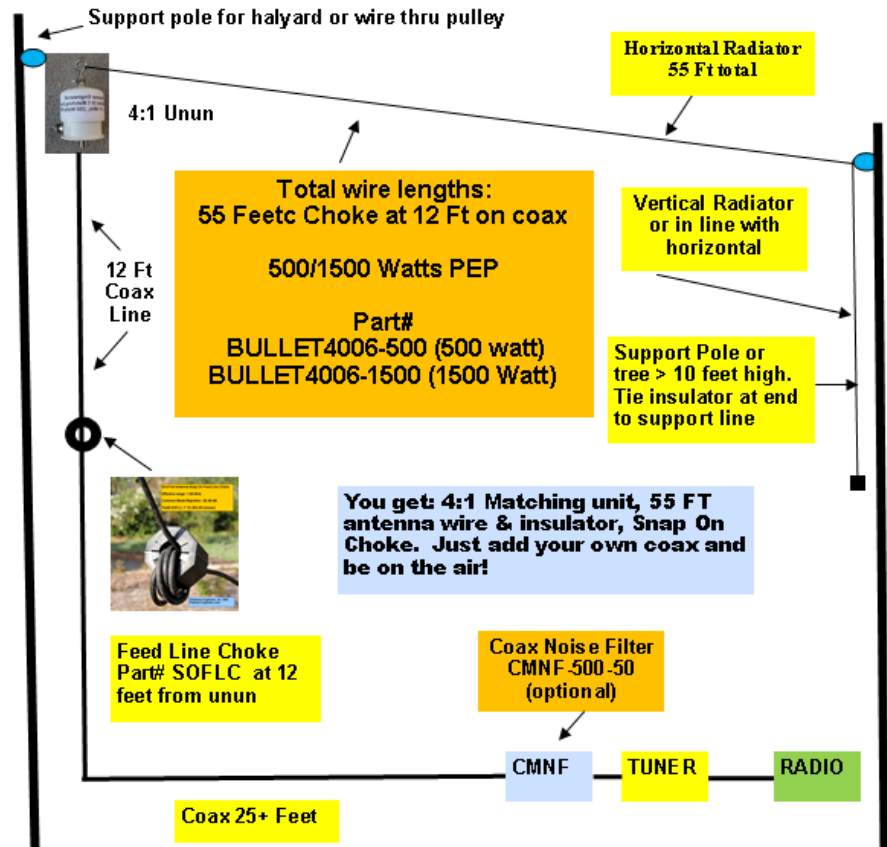 Support pole for halyard or wire thru pulley
Horizontal Radiator
55 Ft total
4:1 Unun
Total wire lengths:
55 Feetc Choke at 12 Ft on coax
500/1500 Watts PEP
Part#
BULLET4006-500 (500 watt)
BULLET4006-1500 (1500 Watt)
Vertical Radiator
or in line with
horizontal
12 Ft
Coax
Line
Support Pole or
tree > 10 feet high.
Tie insulator at end
to support line
You get: 4:1 Matching unit, 55 FT
antenna wire & insulator, Snap On
Choke.  Just add your own coax and
be on the air!
Feed Line Choke
Part# SOFLC  at 12
feet from unun
Coax Noise Filter
CMNF-500-50
(optional)
CMNF
TUNER
RADIO
Coax 25+ Feet